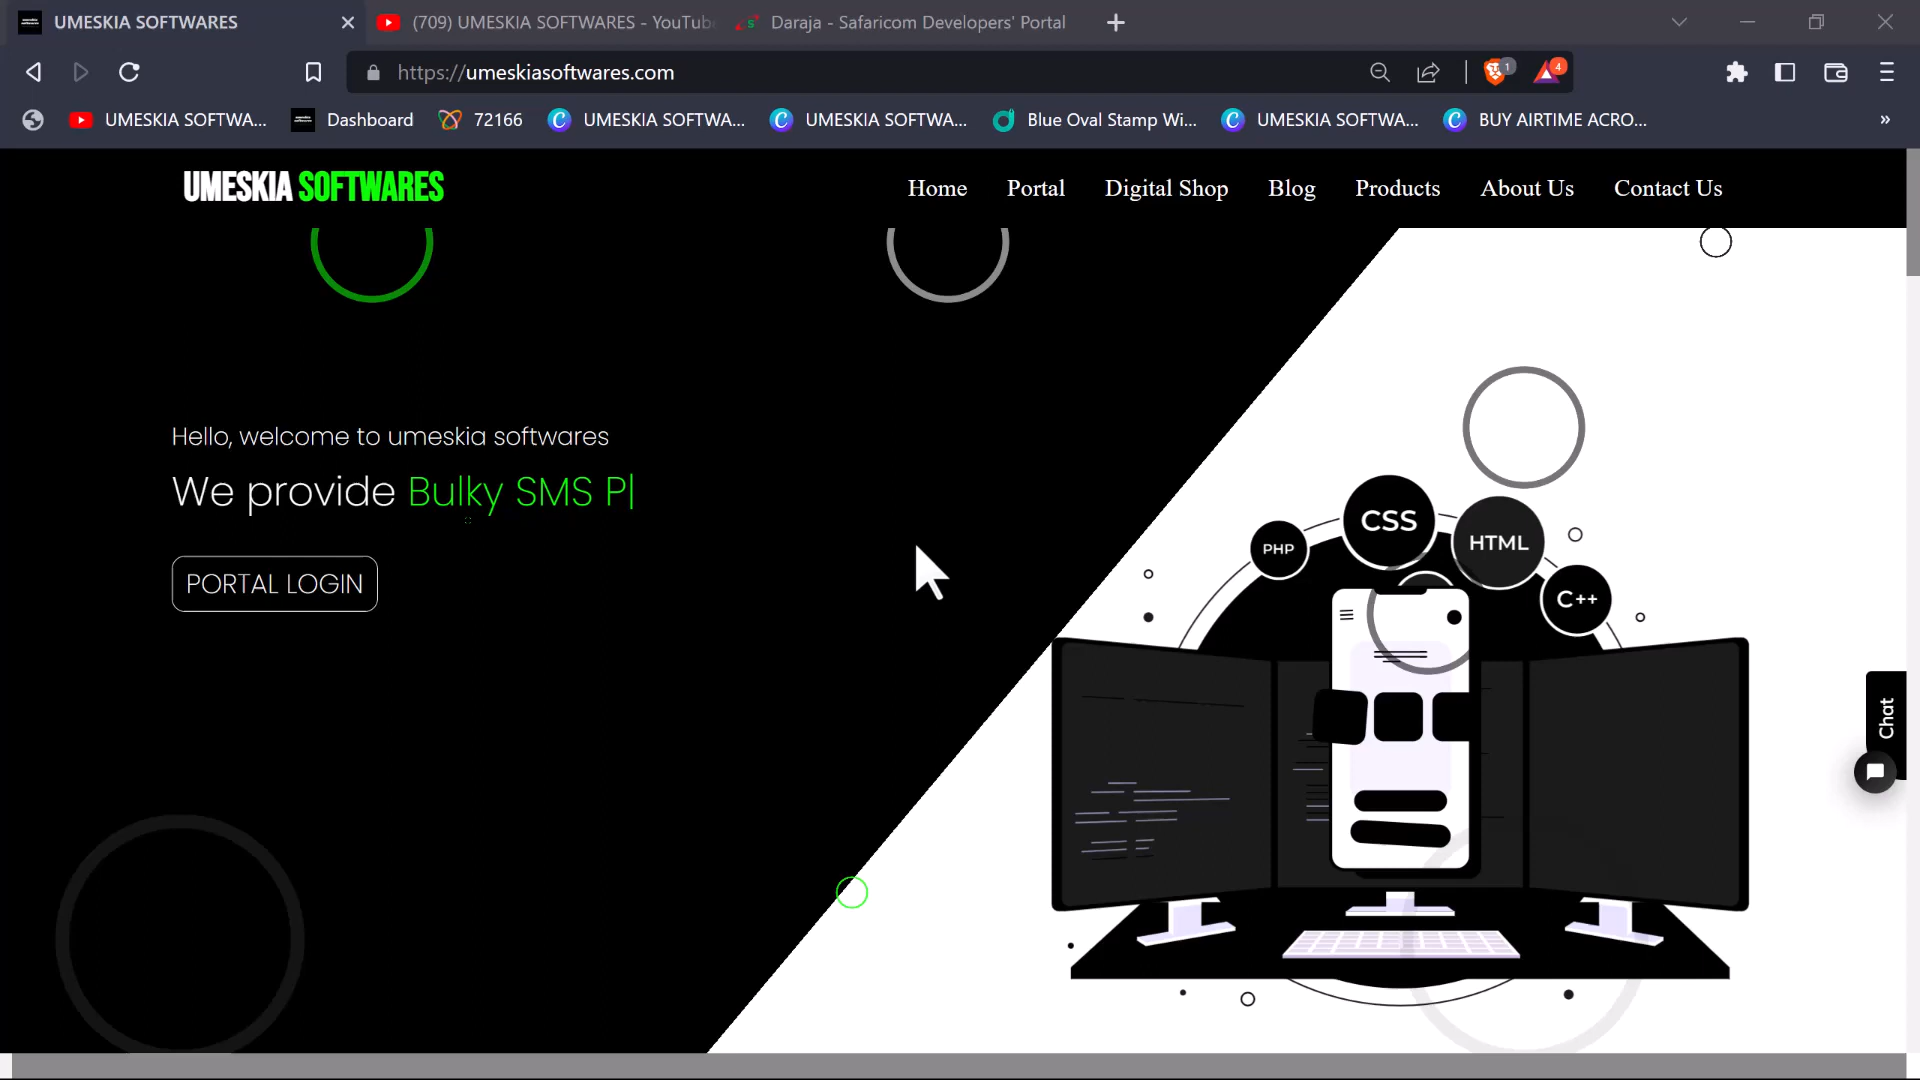 UMESKIA SOFTWARES
(709) UMESKIA SOFTWARES - YouTube
Daraja - Safaricom Developers' Portal
https://umeskiasoftwares.com
1
4
UMESKIA SOFTWA...
Dashboard
72166
UMESKIA SOFTWA...
UMESKIA SOFTWA...
Blue Oval Stamp Wi...
UMESKIA SOFTWA...
BUY AIRTIME ACRO...
»
UMESKIA SOFTWARES
Home
Portal
Digital Shop
Blog
Products
About Us
Contact Us
Hello, welcome to umeskia softwares
We provide Bulky SMS P|
PORTAL LOGIN
PHP
CSS
HTML
C++
Chat